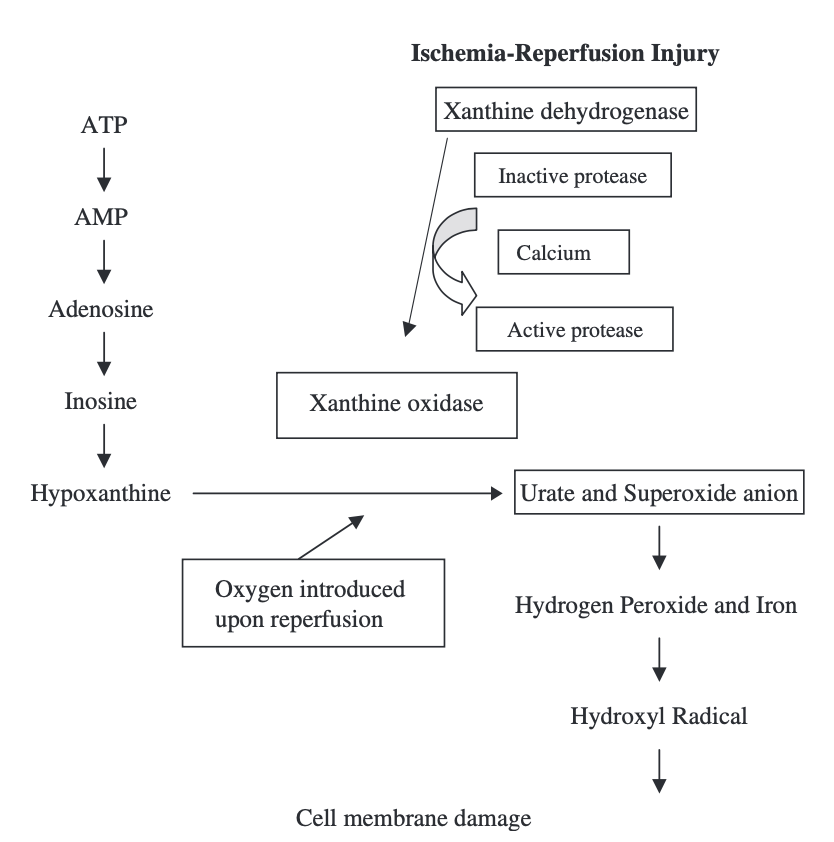 Ischemia-Reperfusion Injury
Xanthine dehydrogenase
ATP
Inactive protease
AMP
Calcium
Adenosine
Active protease
Inosine
Xanthine oxidase
Hypoxanthine
Urate and Superoxide anion
Oxygen introduced
upon reperfusion
Hydrogen Peroxide and Iron
Hydroxyl Radical
Cell membrane damage